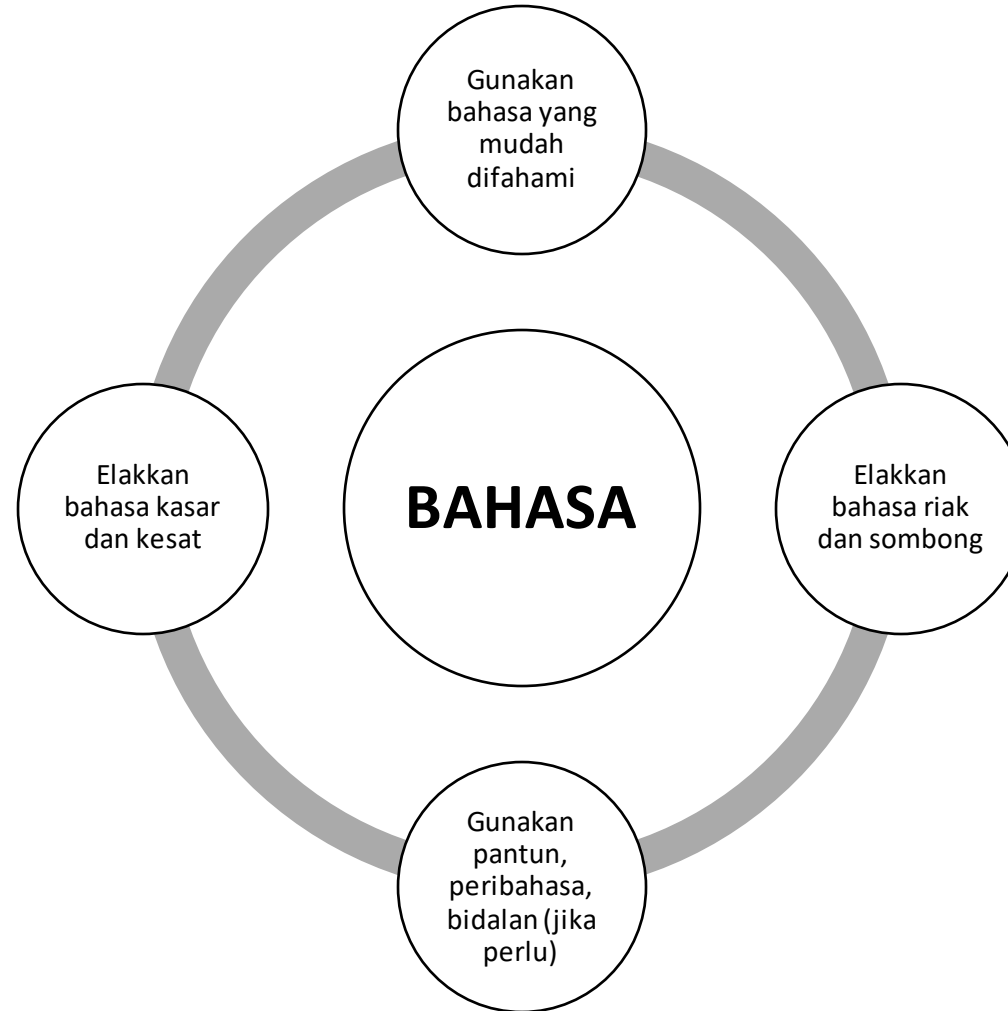 Gunakan
bahasa yang
mudah
difahami
Elakkan
bahasa kasar
dan kesat
BAHASA
Elakkan
bahasa riak
dan sombong
Gunakan
pantun,
peribahasa,
bidalan (jika
perlu)